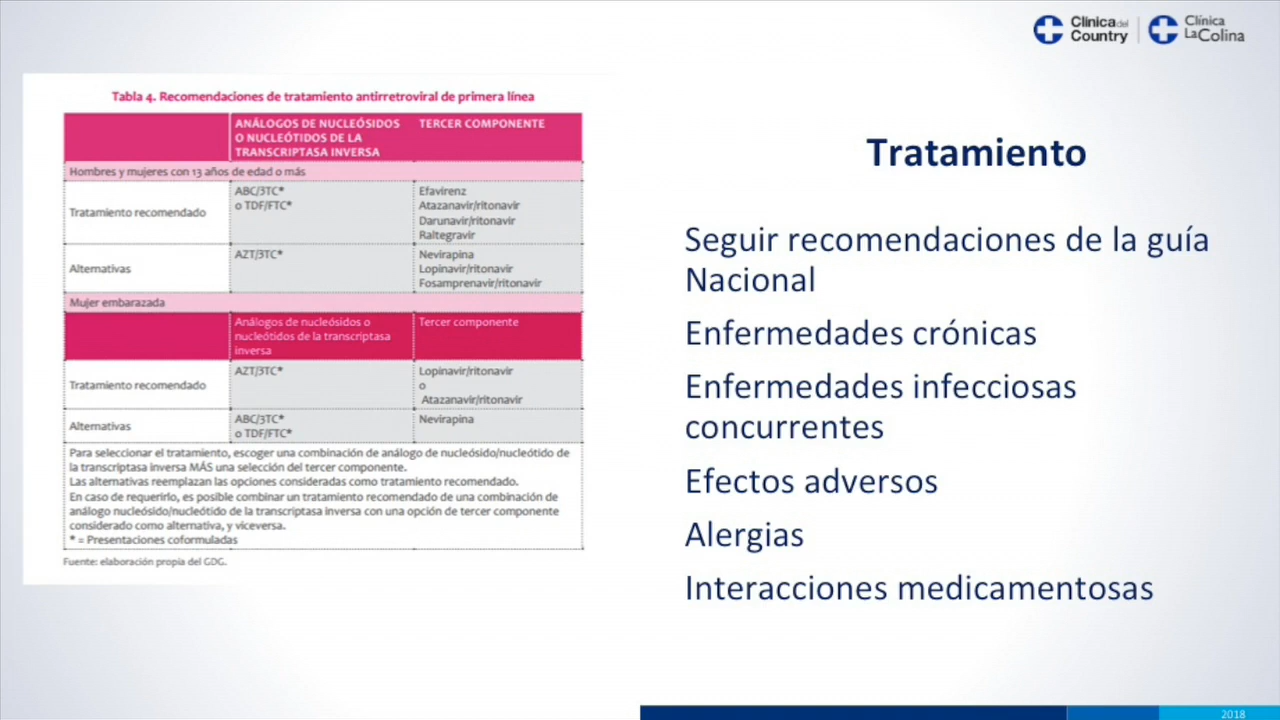 Clínica del
Country
Clínica
La Colina
Tabla 4. Recomendaciones de tratamiento antirretroviral de primera línea
ANÁLOGOS DE NUCLEÓSIDOS
O NUCLEÓTIDOS DE LA
TRANSCRIPTASA INVERSA
TERCER COMPONENTE
Hombres y mujeres con 13 años de edad o más
Tratamiento recomendado
ABC/3TC*
o TDF/FTC*
Efavirenz
Atazanavir/ritonavir
Darunavir/ritonavir
Raltegravir
Alternativas
AZT/3TC*
Nevirapina
Lopinavir/ritonavir
Fosamprenavir/ritonavir
Mujer embarazada
Análogos de nucleósidos o
nucleótidos de la transcriptasa
inversa
Tercer componente
Tratamiento recomendado
AZT/3TC*
Lopinavir/ritonavir
o
Atazanavir/ritonavir
Alternativas
ABC/3TC*
o TDF/FTC*
Nevirapina
Para seleccionar el tratamiento, escoger una combinación de análogo de nucleósido/nucleótido de
la transcriptasa inversa MÁS una selección del tercer componente.
Las alternativas reemplazan las opciones consideradas como tratamiento recomendado.
En caso de requerirlo, es posible combinar un tratamiento recomendado de una combinación de
análogo nucleósido/nucleótido de la transcriptasa inversa con una opción de tercer componente
considerado como alternativa, y viceversa.
* = Presentaciones coformuladas
Fuente: elaboración propia del GDG.
Tratamiento
Seguir recomendaciones de la guía
Nacional
Enfermedades crónicas
Enfermedades infecciosas
concurrentes
Efectos adversos
Alergias
Interacciones medicamentosas
2018